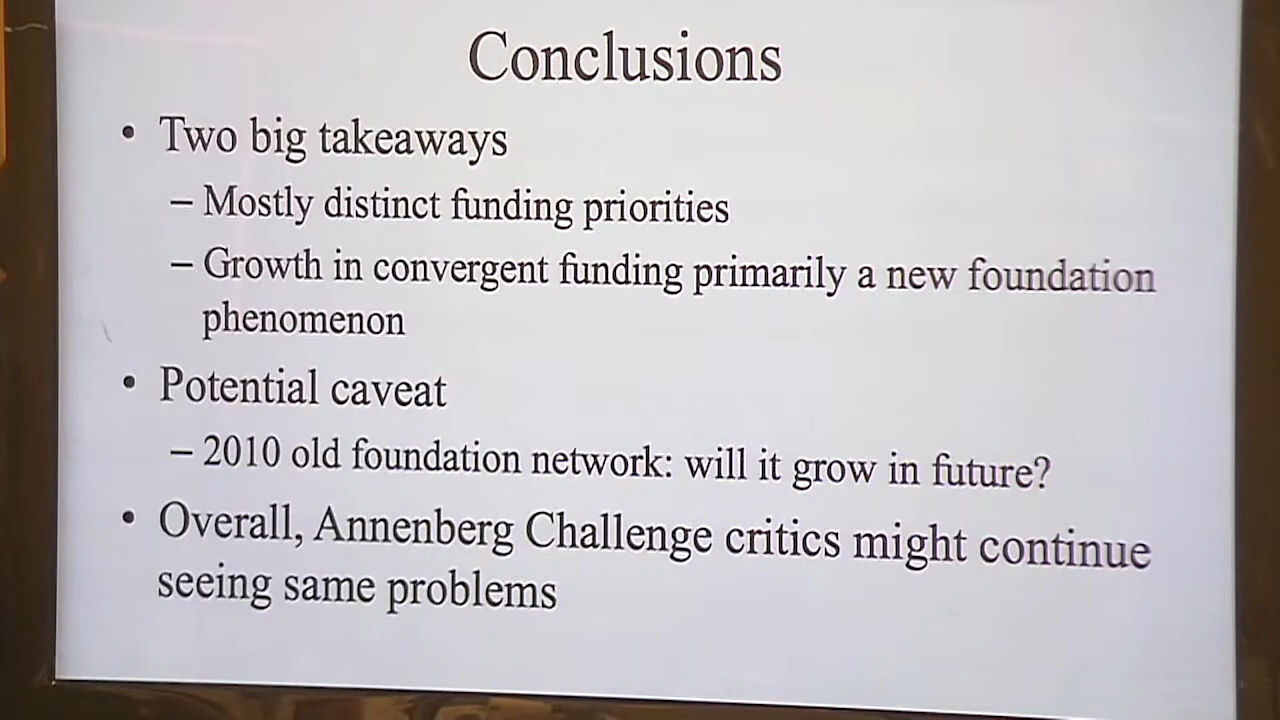 Conclusions
• Two big takeaways
– Mostly distinct funding priorities
– Growth in convergent funding primarily a new foundation
phenomenon
• Potential caveat
– 2010 old foundation network: will it grow in future?
• Overall, Annenberg Challenge critics might continue
seeing same problems